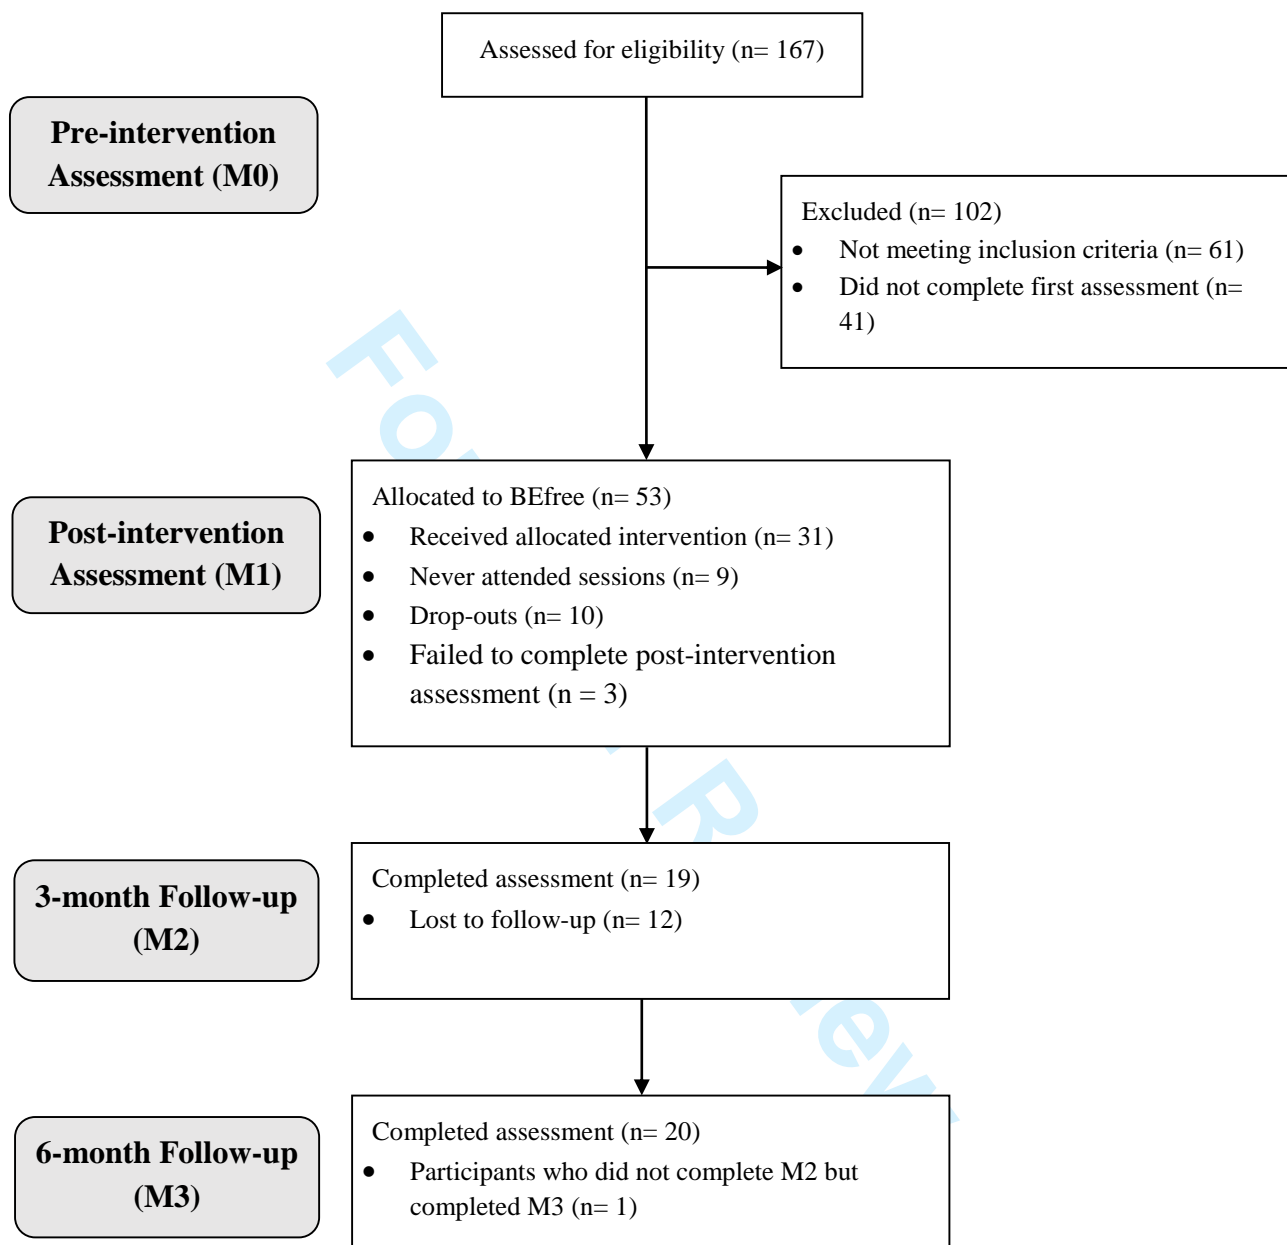 Assessed for eligibility (n= 167)
Pre-intervention
Assessment (M0)
Excluded (n= 102)
• Not meeting inclusion criteria (n= 61)
• Did not complete first assessment (n=
41)
Allocated to BEfree (n= 53)
• Received allocated intervention (n= 31)
• Never attended sessions (n= 9)
• Drop-outs (n= 10)
• Failed to complete post-intervention
assessment (n = 3)
Post-intervention
Assessment (M1)
3-month Follow-up
(M2)
Completed assessment (n= 19)
• Lost to follow-up (n= 12)
6-month Follow-up
(M3)
Completed assessment (n= 20)
• Participants who did not complete M2 but
completed M3 (n= 1)